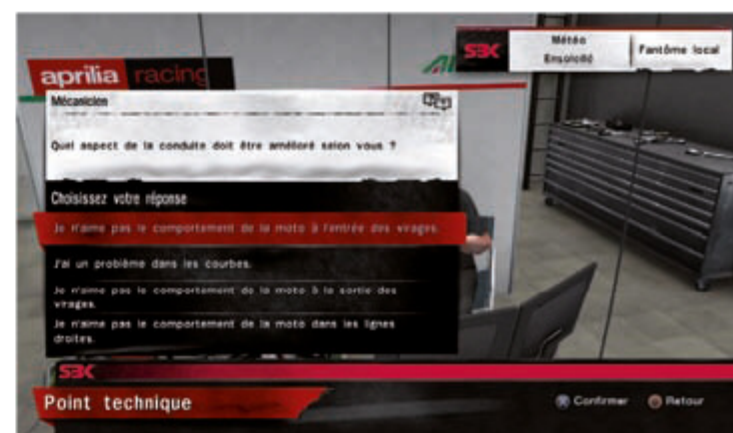 aprilia racing
SBK
Météo
Ensoleillé
Fantôme local
Mécanicien
Quel aspect de la conduite doit être amélioré selon vous ?
Choisissez votre réponse
Je n'aime pas le comportement de la moto à l'entrée des virages.
J'ai un problème dans les courbes.
Je n'aime pas le comportement de la moto à la sortie des
virages.
Je n'aime pas le comportement de la moto dans les lignes
droites.
SBK
Point technique
Confirmer
Retour